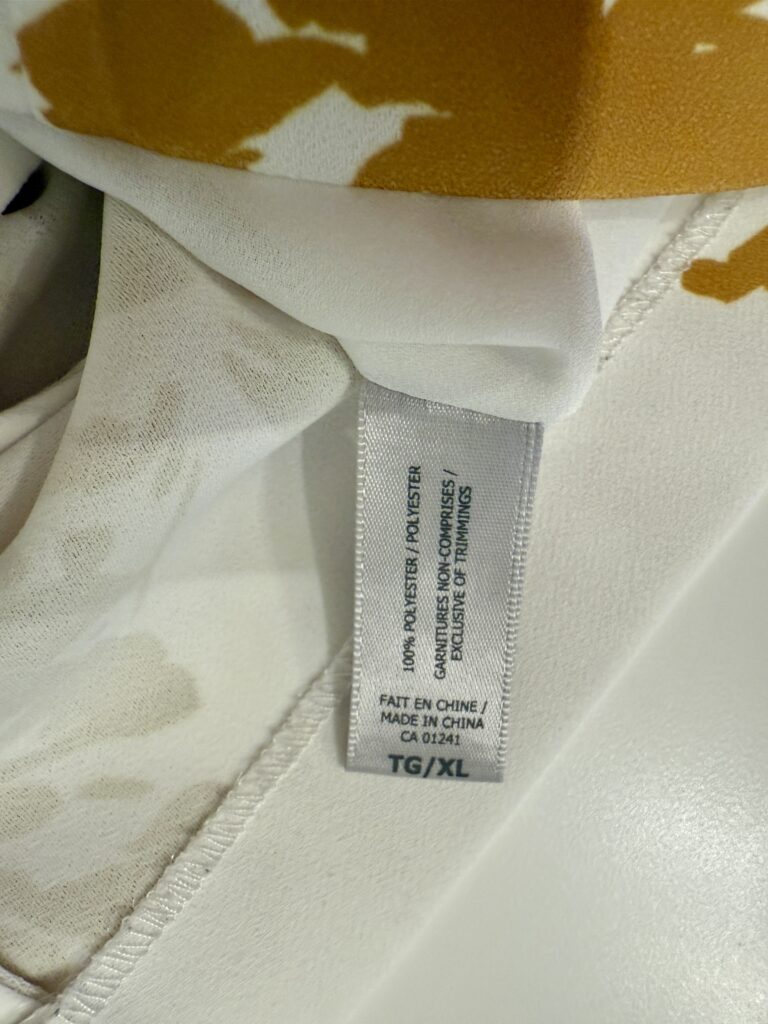 100% POLYESTER / POLYESTER
GARNITURES NON-COMPRISES /
EXCLUSIVE OF TRIMMINGS
FAIT EN CHINE /
MADE IN CHINA
CA 01241
TG/XL